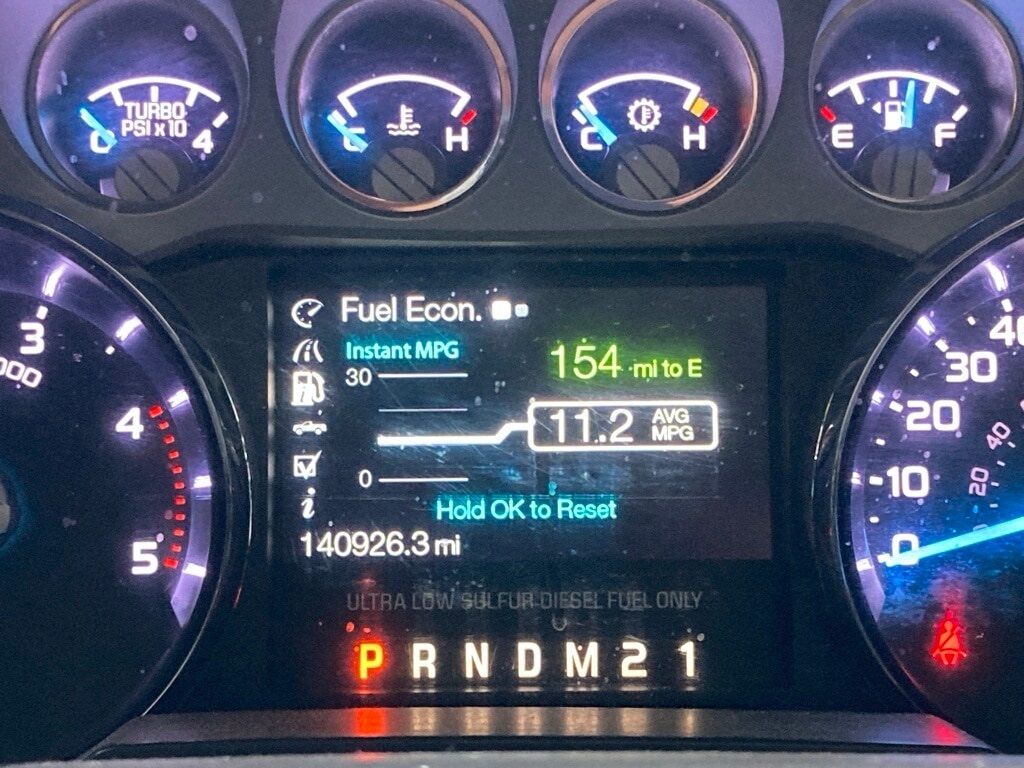 TURBO
PSI x 10
0 4
C H
C H
E F
3
000
4
5
Fuel Econ.
Instant MPG
30
0
154 mi to E
11.2 AVG MPG
Hold OK to Reset
140926.3 mi
ULTRA LOW SULFUR DIESEL FUEL ONLY
P R N D M 2 1
40
30
20
10
0
40
20